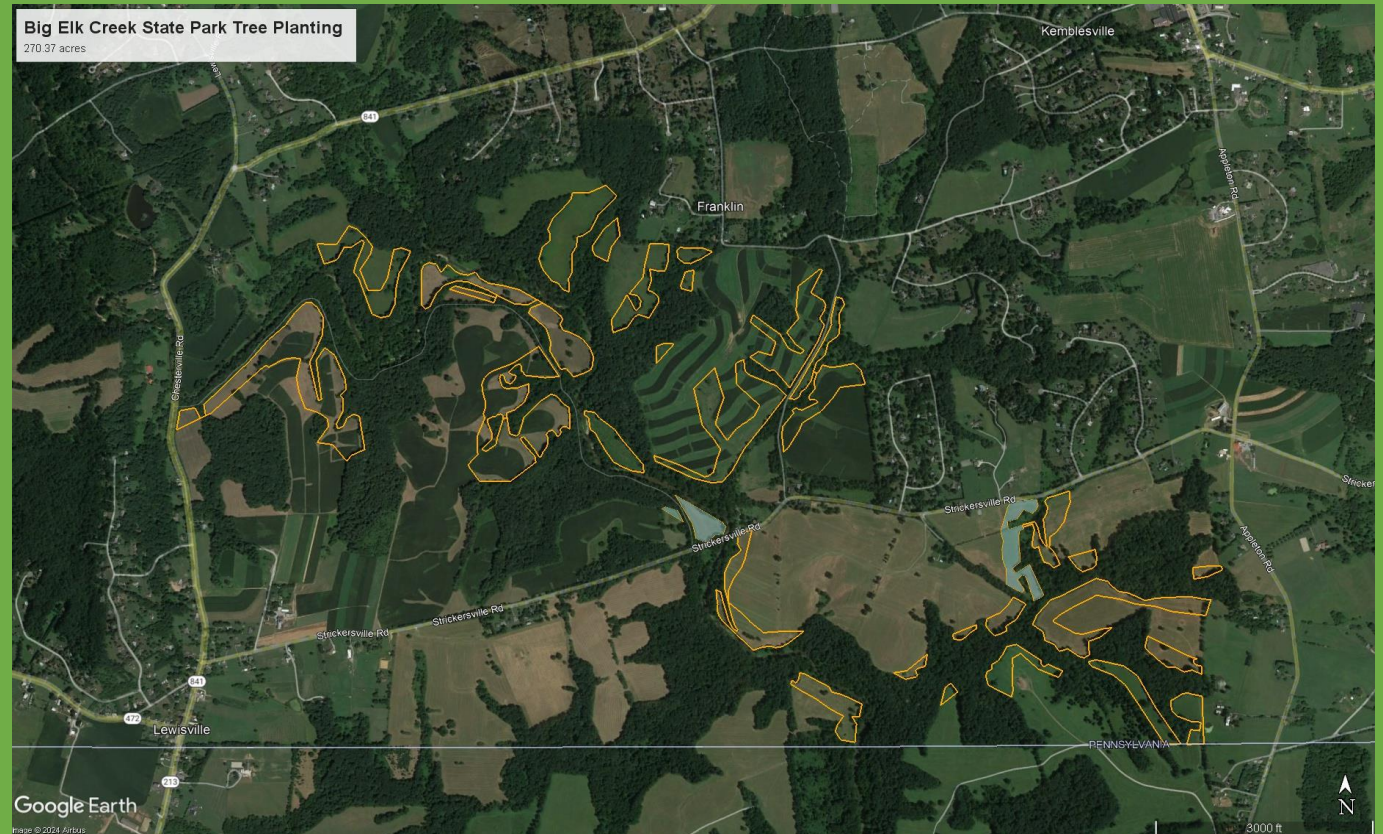 Big Elk Creek State Park Tree Planting
270.37 acres
Kemblesville
841
Appleton Rd
Franklin
Chesterville Rd
Strickersville Rd
Stricker
Strickersville Rd
Appleton Rd
Strickersville Rd
Strickersville Rd
841
472
Lewisville
PENNSYLVANIA
213
Google Earth
N
3000 ft
Image © 2024 Airbus